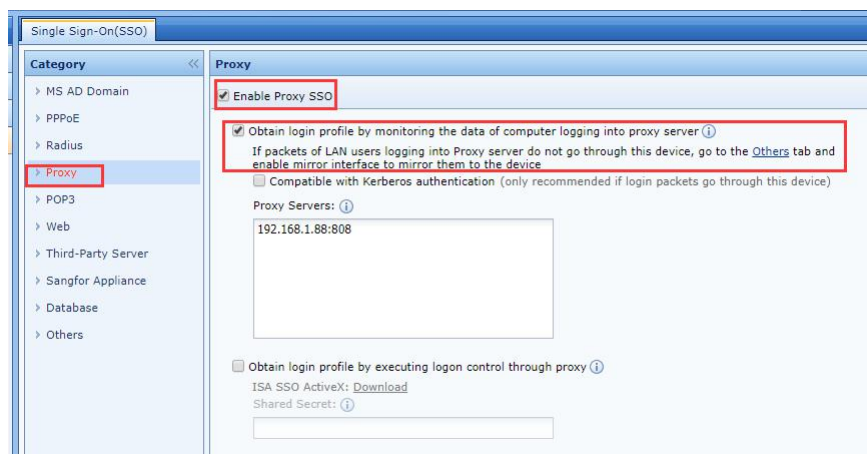 Single Sign-On(SSO)
Category
MS AD Domain
PPPoE
Radius
Proxy
POP3
Web
Third-Party Server
Sangfor Appliance
Database
Others
Proxy
Enable Proxy SSO
Obtain login profile by monitoring the data of computer logging into proxy server
If packets of LAN users logging into Proxy server do not go through this device, go to the Others tab and
enable mirror interface to mirror them to the device
Compatible with Kerberos authentication (only recommended if login packets go through this device)
Proxy Servers:
192.168.1.88:808
Obtain login profile by executing logon control through proxy
ISA SSO ActiveX: Download
Shared Secret: